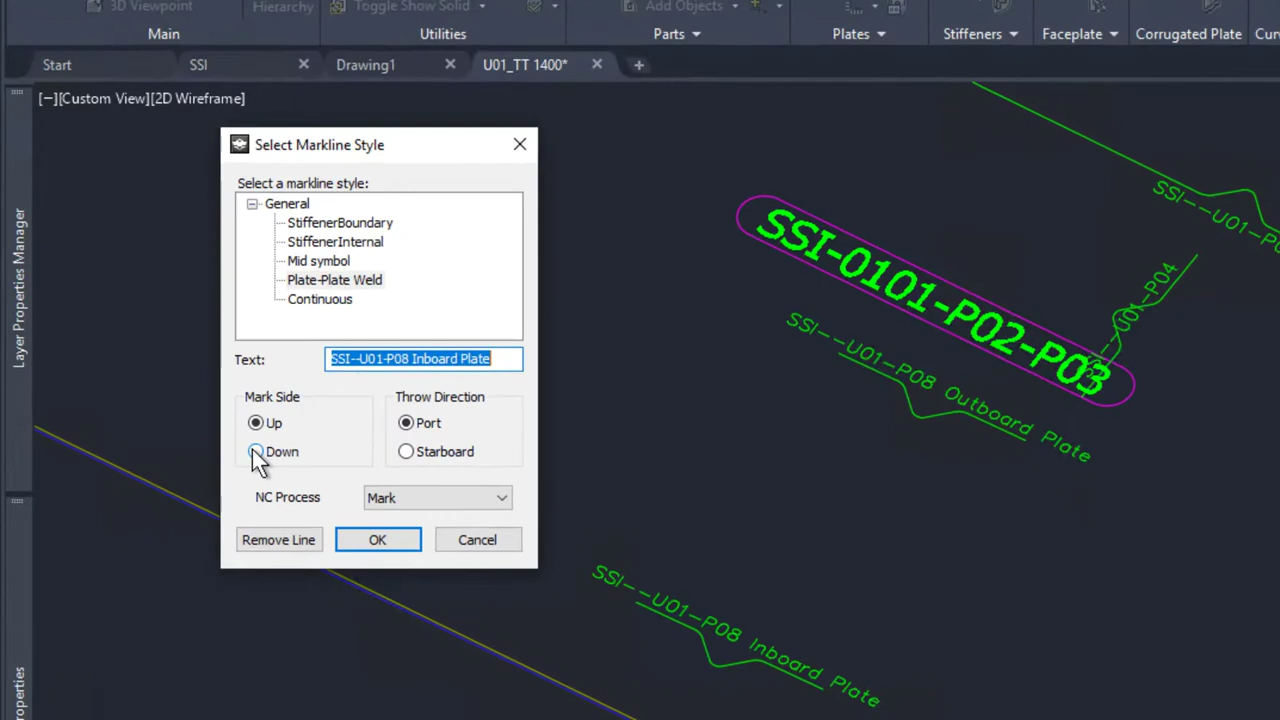 3D Viewpoint
Hierarchy
Toggle Show Solid
Add Objects
Main
Utilities
Parts
Plates
Stiffeners
Faceplate
Corrugated Plate
Start
SSI
Drawing1
U01_TT 1400*
[−][Custom View][2D Wireframe]
Layer Properties Manager
Select Markline Style
Select a markline style:
General
StiffenerBoundary
StiffenerInternal
Mid symbol
Plate-Plate Weld
Continuous
Text:
SSI--U01-P08 Inboard Plate
Mark Side
Throw Direction
Up
Port
Down
Starboard
NC Process
Mark
Remove Line
OK
Cancel
SSI-0101-P02-P03
SSI--U01-P08 Outboard Plate
SSI--U01-P08 Inboard Plate